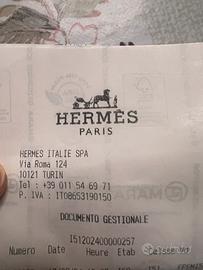 HERMÈS
PARIS
HERMES ITALIE SPA
Via Roma 124
10121 TURIN
Tel : +39 011 54 69 71
P. IVA : IT08653190150
DOCUMENTO GESTIONALE
I51202400000257
Numero Date Heure Etab